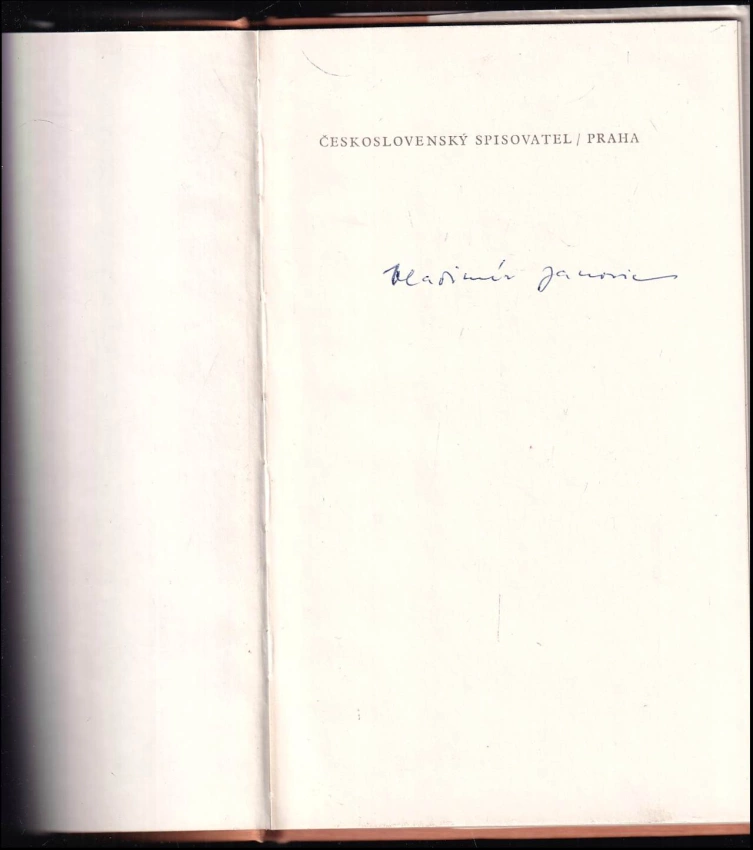 ČESKOSLOVENSKÝ SPISOVATEL / PRAHA
Vladimír Janovic